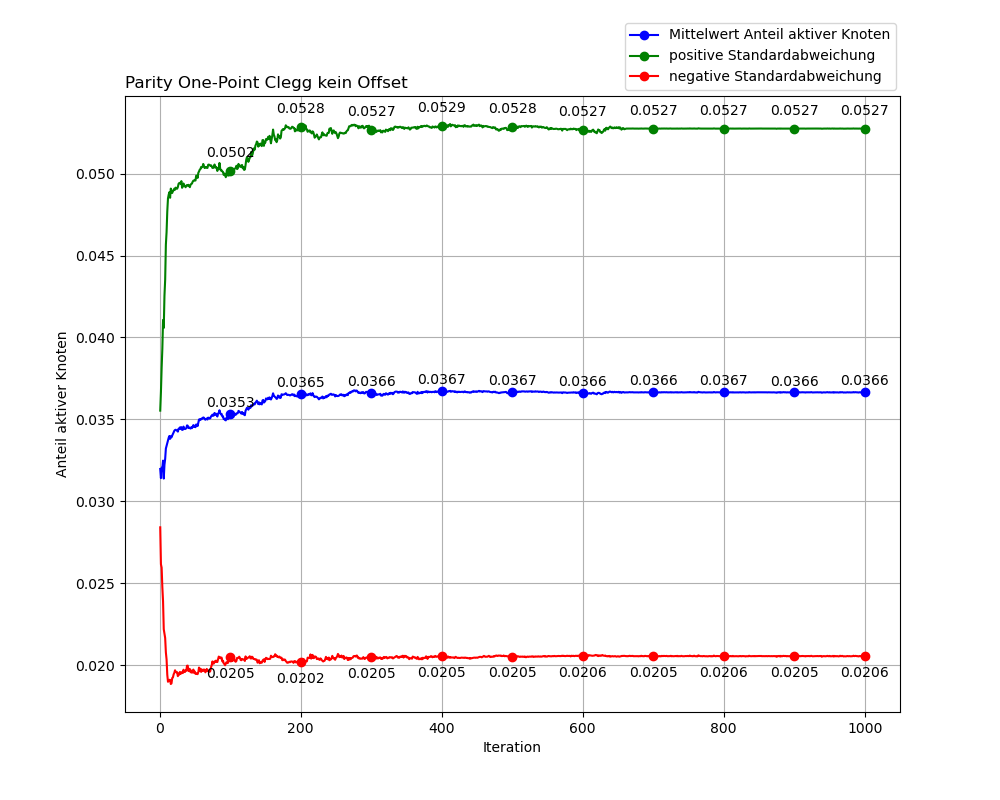 Mittelwert Anteil aktiver Knoten
positive Standardabweichung
negative Standardabweichung
Parity One-Point Clegg kein Offset
0.0502 0.0528 0.0527 0.0529 0.0528 0.0527 0.0527 0.0527 0.0527 0.0527
0.0353 0.0365 0.0366 0.0367 0.0367 0.0366 0.0366 0.0367 0.0366 0.0366
0.0205 0.0202 0.0205 0.0205 0.0205 0.0206 0.0205 0.0206 0.0205 0.0206
0.050
0.045
0.040
0.035
0.030
0.025
0.020
Anteil aktiver Knoten
0 200 400 600 800 1000
Iteration